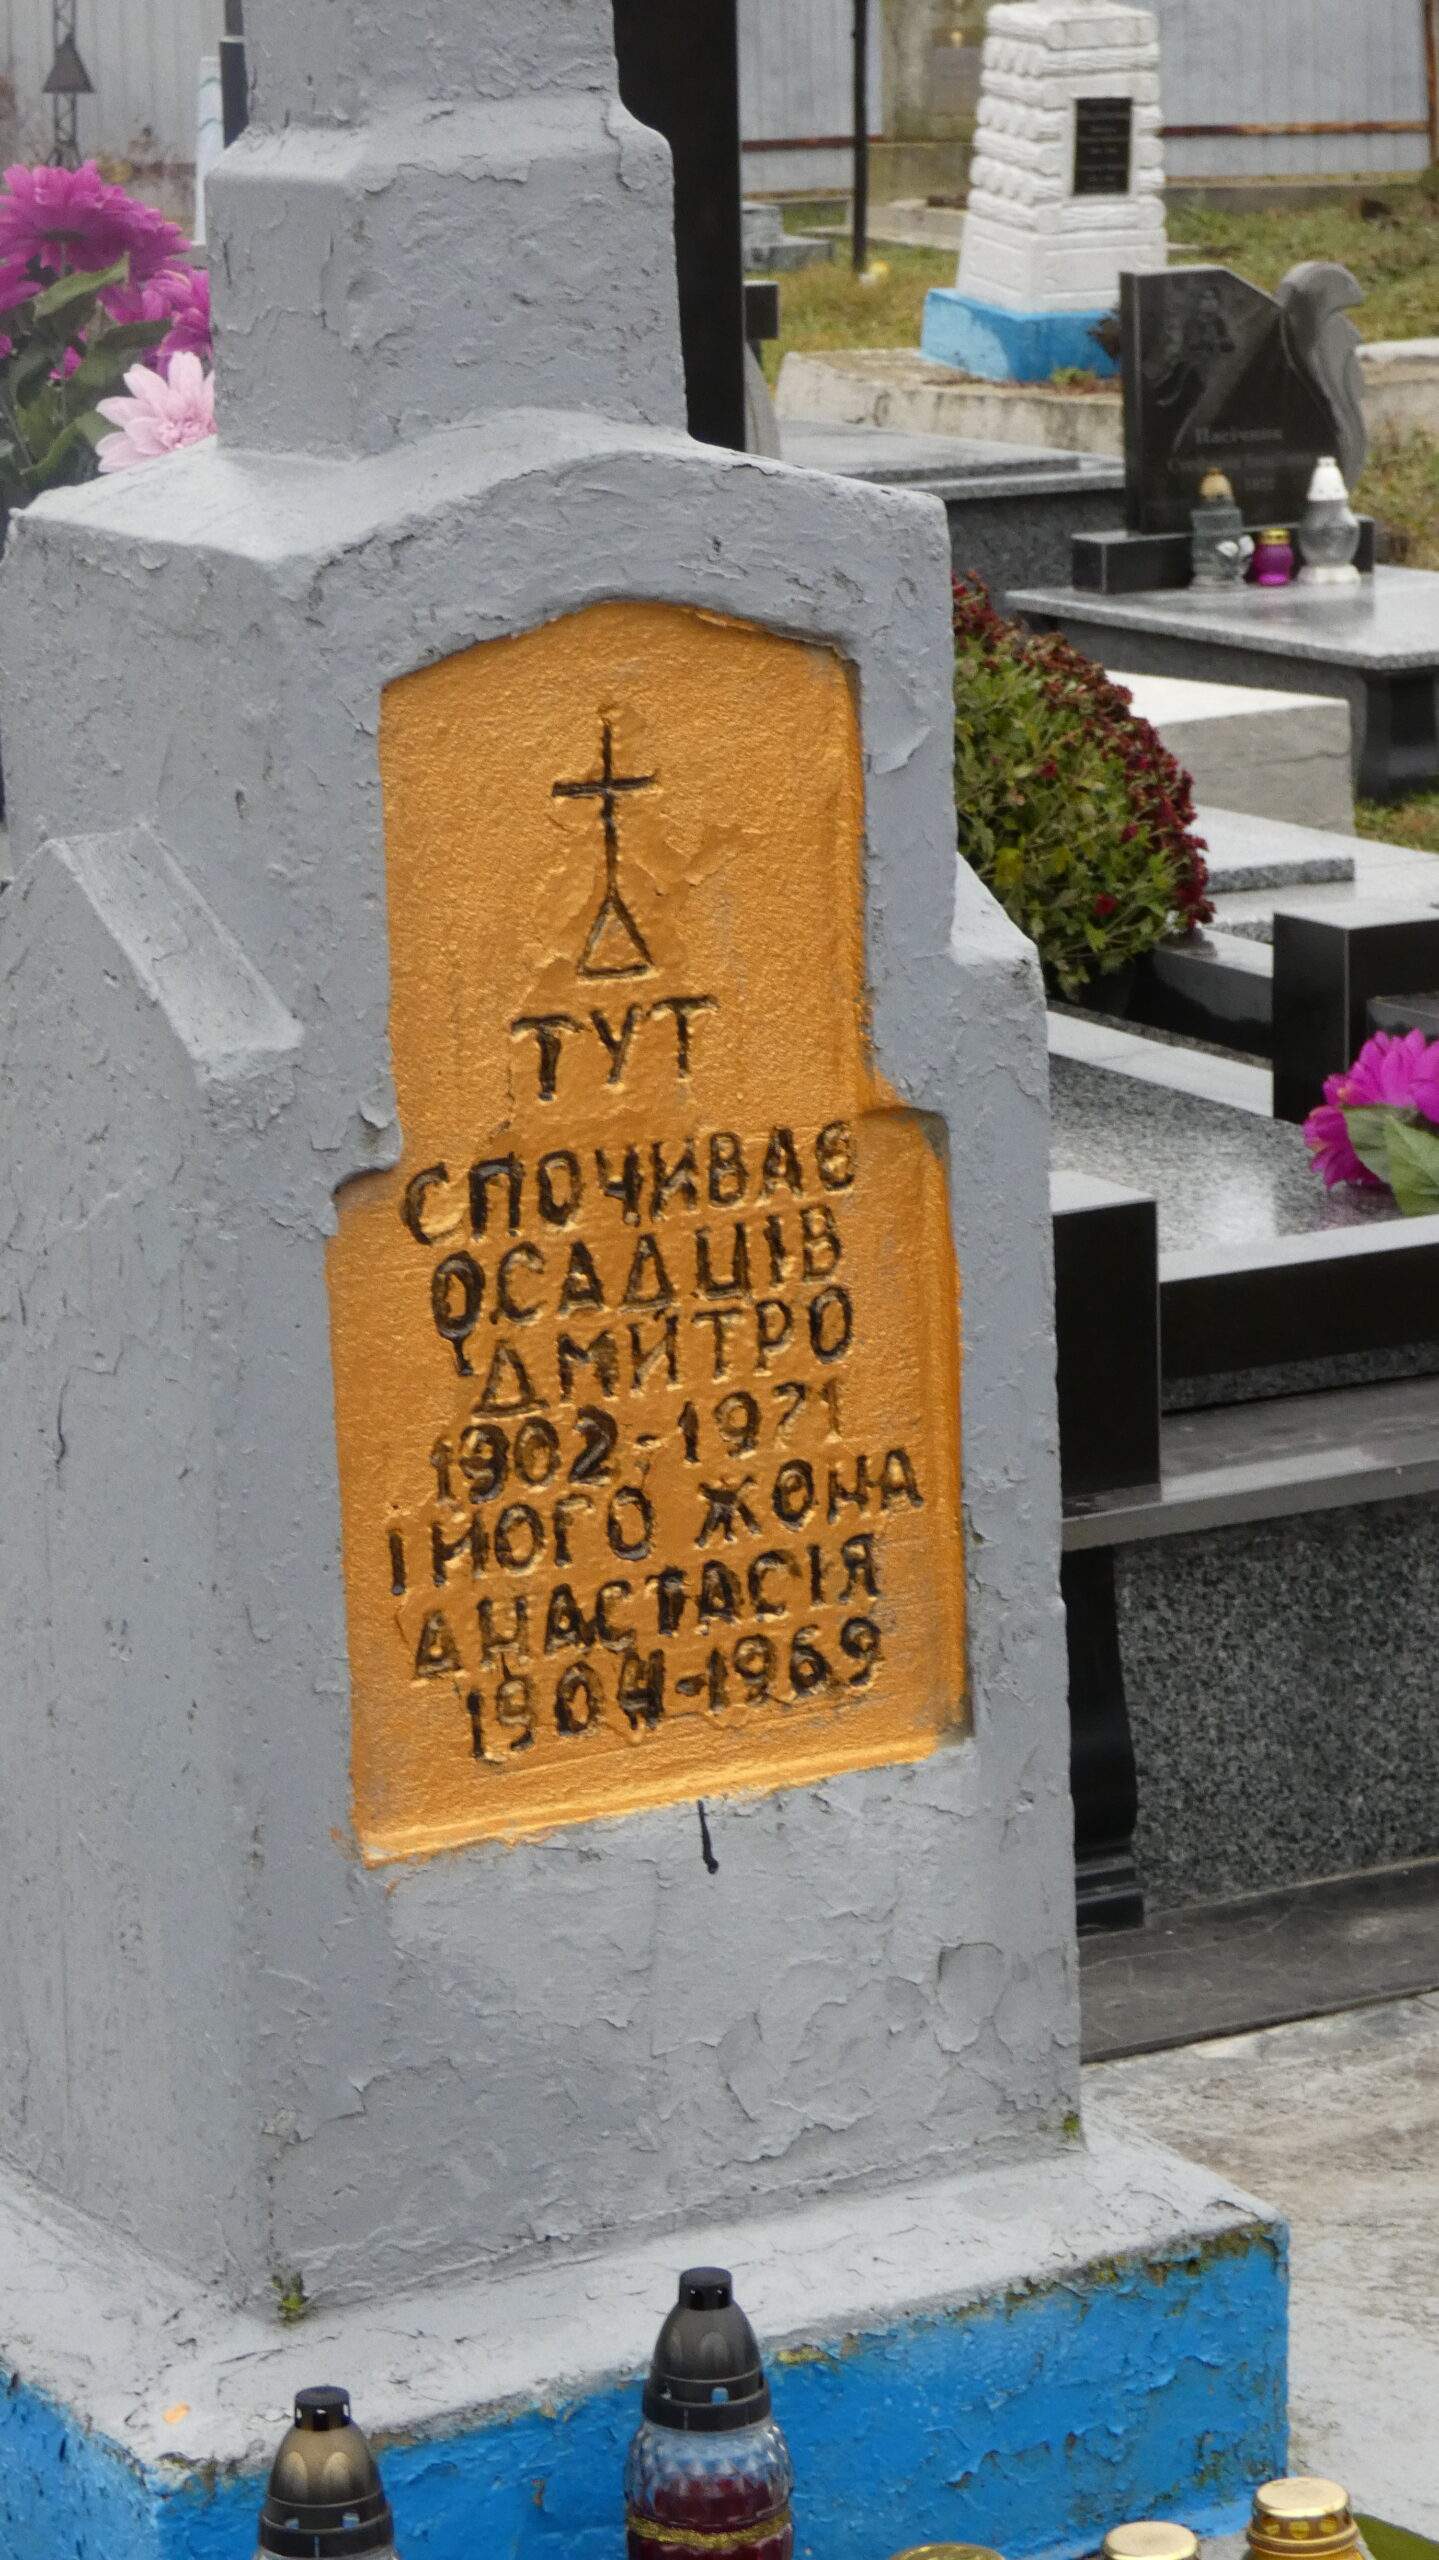 ТУТ
СПОЧИВАЄ
ОСАДЦІВ
ДМИТРО
1902-1971
І ЙОГО ЖОНА
АНАСТАСІЯ
1904-1969